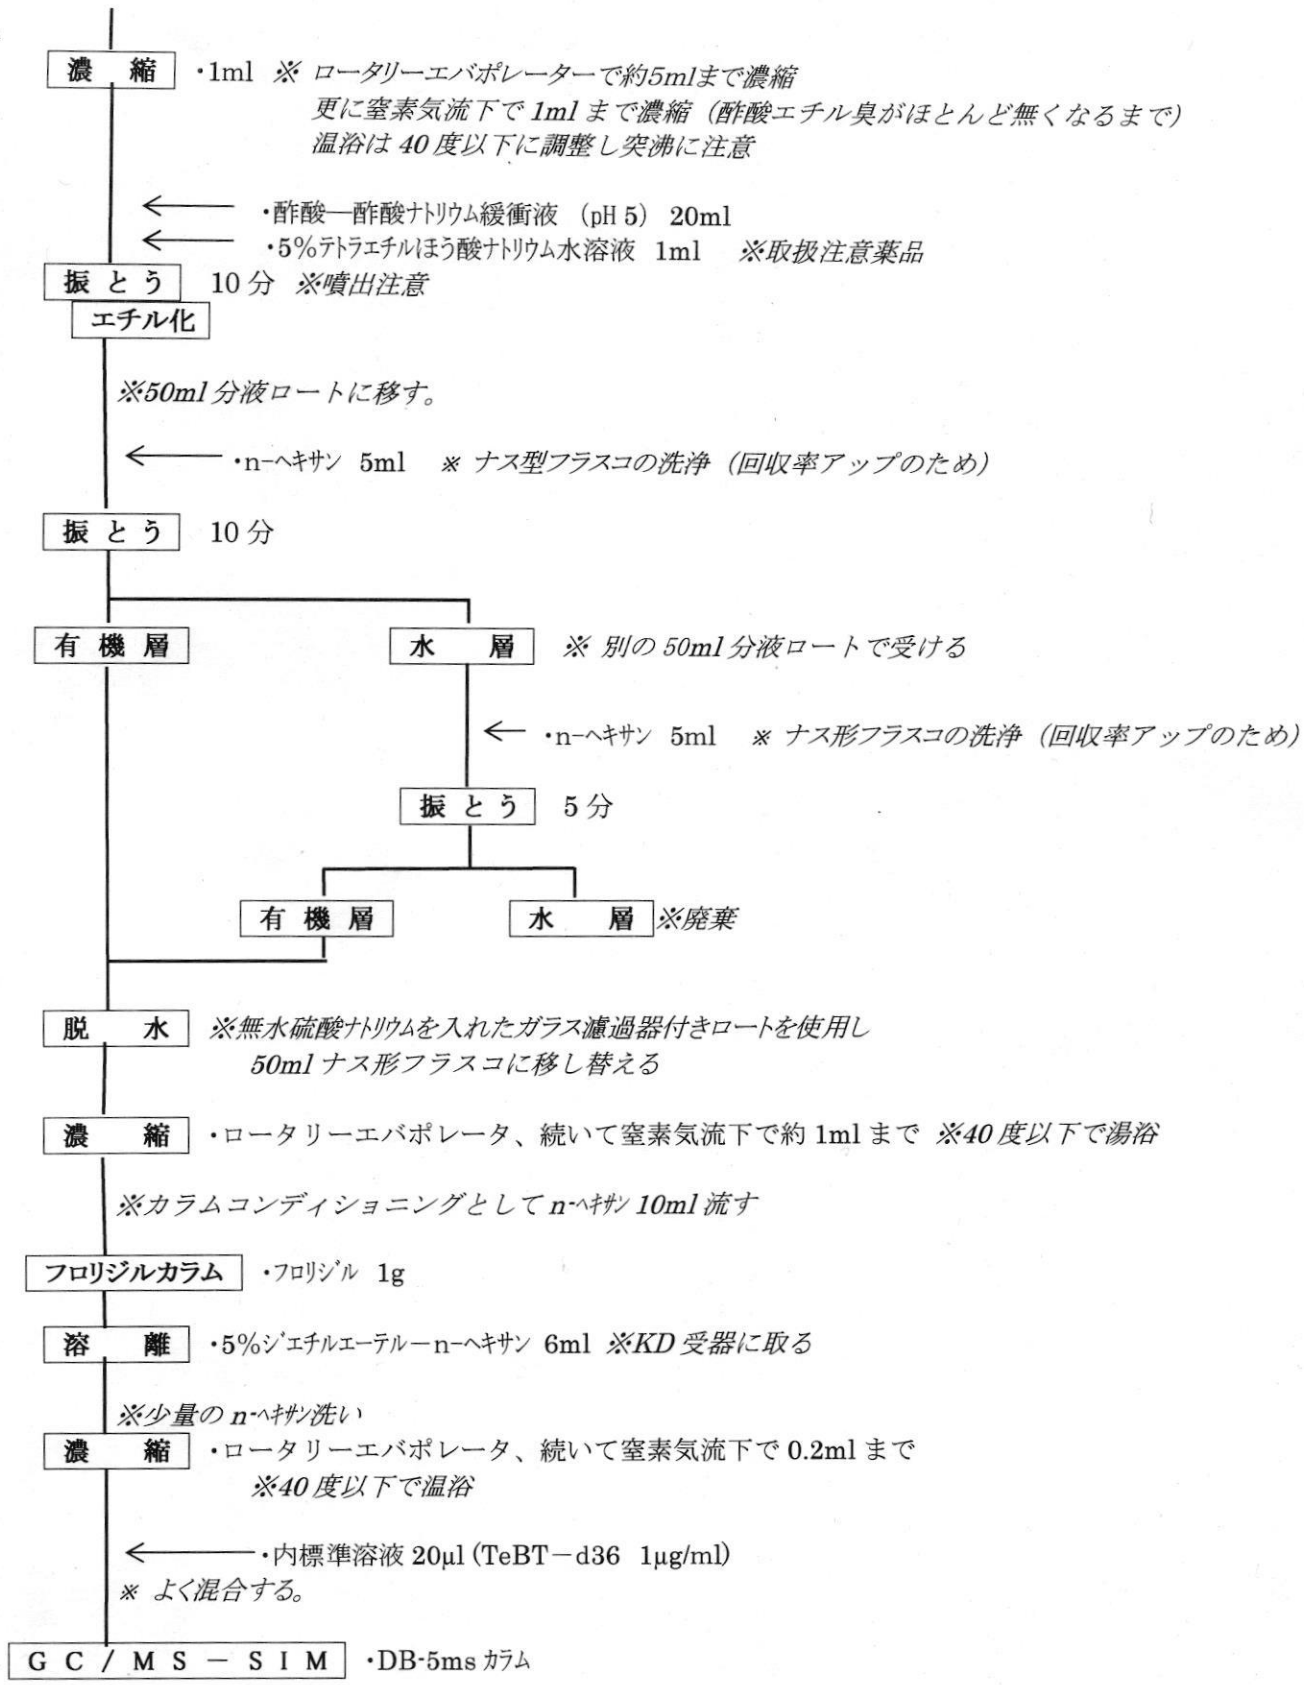 濃　縮 ・1ml ※ ロータリーエバポレーターで約5mlまで濃縮
更に窒素気流下で 1ml まで濃縮（酢酸エチル臭がほとんど無くなるまで）
温浴は 40 度以下に調整し突沸に注意
・酢酸―酢酸ﾅﾄﾘｳﾑ緩衝液 （pH 5） 20ml
・5％ﾃﾄﾗｴﾁﾙほう酸ﾅﾄﾘｳﾑ水溶液 1ml ※取扱注意薬品
振 と う 10 分 ※噴出注意
エチル化
※50ml 分液ロートに移す。
・n−ﾍｷｻﾝ 5ml ※ ナス型フラスコの洗浄（回収率アップのため）
振 と う 10 分
有 機 層 水　層 ※ 別の 50ml 分液ロートで受ける
・n−ﾍｷｻﾝ 5ml ※ ナス形フラスコの洗浄（回収率アップのため）
振 と う 5 分
有 機 層 水　層 ※廃棄
脱　水 ※無水硫酸ﾅﾄﾘｳﾑを入れたガラス濾過器付きロートを使用し
50ml ナス形フラスコに移し替える
濃　縮 ・ロータリーエバポレータ、続いて窒素気流下で約 1ml まで ※40 度以下で湯浴
※カラムコンディショニングとして n-ﾍｷｻﾝ 10ml 流す
フロリジルカラム ・ﾌﾛﾘｼﾞﾙ 1g
溶　離 ・5％ｼﾞｴﾁﾙｴｰﾃﾙ－n−ﾍｷｻﾝ 6ml ※KD 受器に取る
※少量の n-ﾍｷｻﾝ洗い
濃　縮 ・ロータリーエバポレータ、続いて窒素気流下で 0.2ml まで
※40 度以下で温浴
・内標準溶液 20μl (TeBT－d36 1μg/ml)
※ よく混合する。
G C / M S － S I M ・DB-5ms ｶﾗﾑ